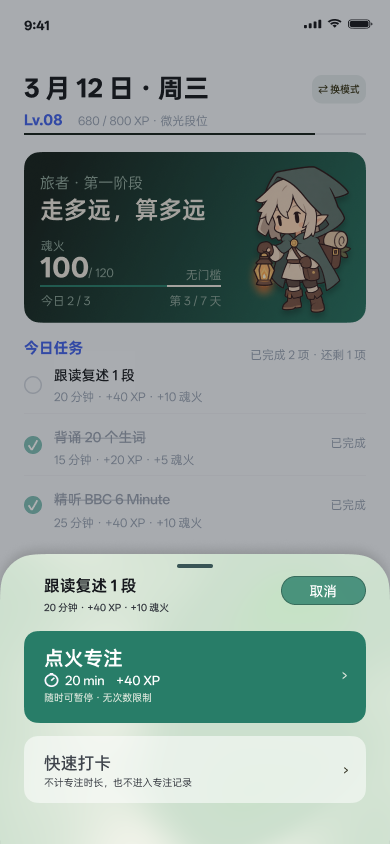 9:41
3 月 12 日 · 周三
⇄ 换模式
Lv.08 680 / 800 XP · 微光段位
旅者 · 第一阶段
走多远，算多远
魂火
100 / 120 无门槛
今日 2 / 3 第 3 / 7 天
今日任务 已完成 2 项 · 还剩 1 项
跟读复述 1 段
20 分钟 · +40 XP · +10 魂火
背诵 20 个生词 已完成
15 分钟 · +20 XP · +5 魂火
精听 BBC 6 Minute 已完成
25 分钟 · +40 XP · +10 魂火
跟读复述 1 段 取消
20 分钟 · +40 XP · +10 魂火
点火专注
20 min +40 XP
随时可暂停 · 无次数限制
快速打卡
不计专注时长，也不进入专注记录